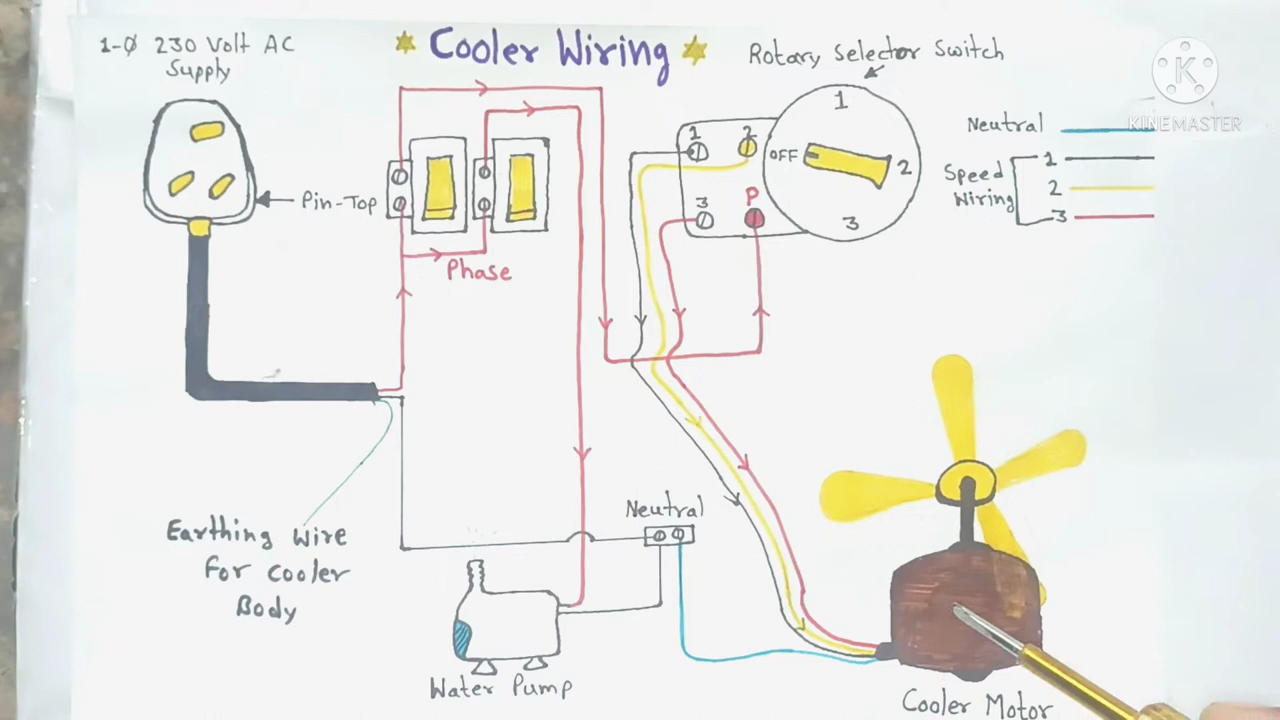 1-Ø 230 Volt AC
Supply
Cooler Wiring
Rotary Selector Switch
K
KINEMASTER
Pin-Top
Phase
1
2
3
P
OFF
1
2
3
Neutral
Speed
Wiring
1
2
3
Earthing Wire
For cooler
Body
Neutral
Water Pump
Cooler Motor